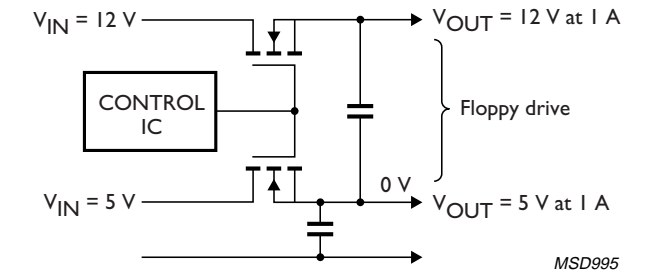 V_IN = 12 V
V_OUT = 12 V at 1 A
CONTROL
IC
Floppy drive
0 V
V_IN = 5 V
V_OUT = 5 V at 1 A
MSD995